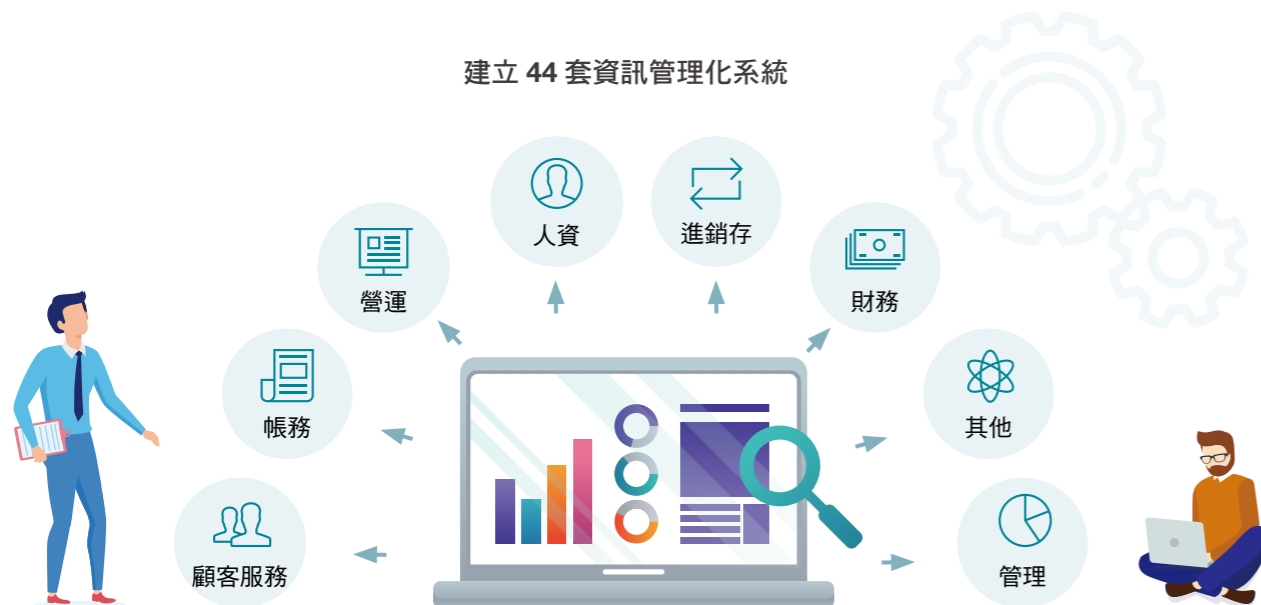 建立 44 套資訊管理化系統
人資
進銷存
營運
財務
帳務
其他
顧客服務
管理